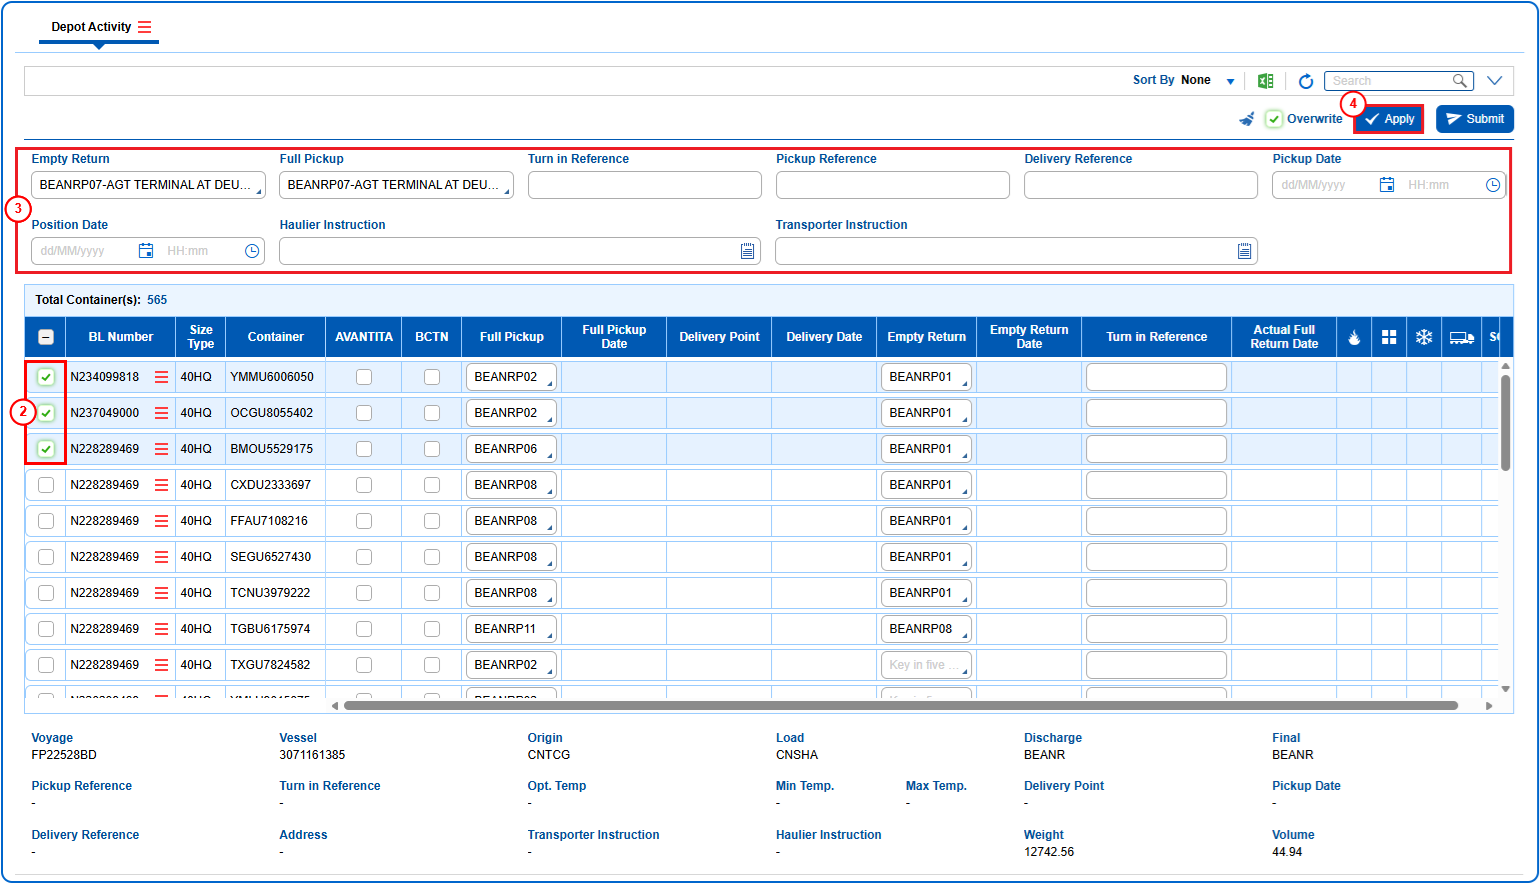 Depot Activity
Sort By None
Search
4
Overwrite Apply Submit
Empty Return Full Pickup Turn in Reference Pickup Reference Delivery Reference Pickup Date
BEANRP07-AGT TERMINAL AT DEU... BEANRP07-AGT TERMINAL AT DEU... dd/MM/yyyy HH:mm
3
Position Date Haulier Instruction Transporter Instruction
dd/MM/yyyy HH:mm
Total Container(s): 565
BL Number Size Type Container AVANTITA BCTN Full Pickup Full Pickup Date Delivery Point Delivery Date Empty Return Empty Return Date Turn in Reference Actual Full Return Date
N234099818 40HQ YMMU6006050 BEANRP02 BEANRP01
2
N237049000 40HQ OCGU8055402 BEANRP02 BEANRP01
N228289469 40HQ BMOU5529175 BEANRP06 BEANRP01
N228289469 40HQ CXDU2333697 BEANRP08 BEANRP01
N228289469 40HQ FFAU7108216 BEANRP08 BEANRP01
N228289469 40HQ SEGU6527430 BEANRP08 BEANRP01
N228289469 40HQ TCNU3979222 BEANRP08 BEANRP01
N228289469 40HQ TGBU6175974 BEANRP11 BEANRP08
N228289469 40HQ TXGU7824582 BEANRP02 Key in five ...
Voyage Vessel Origin Load Discharge Final
FP22528BD 3071161385 CNTCG CNSHA BEANR BEANR
Pickup Reference Turn in Reference Opt. Temp Min Temp. Max Temp. Delivery Point Pickup Date
- - - - - - -
Delivery Reference Address Transporter Instruction Haulier Instruction Weight Volume
- - - - 12742.56 44.94